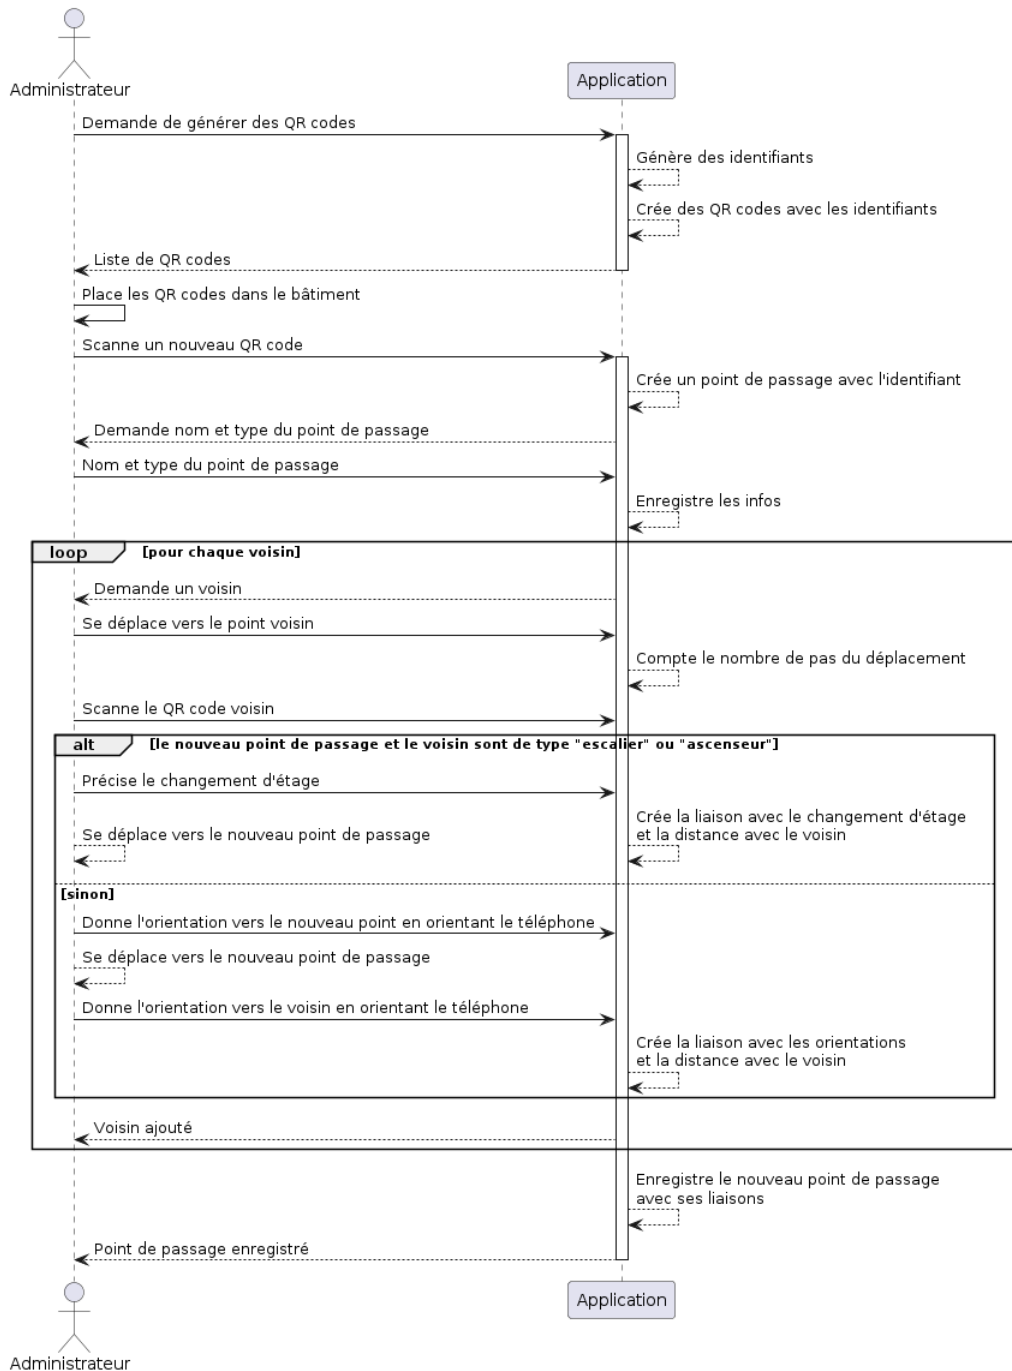 Administrateur
Application
Demande de générer des QR codes
Génère des identifiants
Crée des QR codes avec les identifiants
Liste de QR codes
Place les QR codes dans le bâtiment
Scanne un nouveau QR code
Crée un point de passage avec l'identifiant
Demande nom et type du point de passage
Nom et type du point de passage
Enregistre les infos
loop [pour chaque voisin]
Demande un voisin
Se déplace vers le point voisin
Compte le nombre de pas du déplacement
Scanne le QR code voisin
alt [le nouveau point de passage et le voisin sont de type "escalier" ou "ascenseur"]
Précise le changement d'étage
Crée la liaison avec le changement d'étage
et la distance avec le voisin
Se déplace vers le nouveau point de passage
[sinon]
Donne l'orientation vers le nouveau point en orientant le téléphone
Se déplace vers le nouveau point de passage
Donne l'orientation vers le voisin en orientant le téléphone
Crée la liaison avec les orientations
et la distance avec le voisin
Voisin ajouté
Enregistre le nouveau point de passage
avec ses liaisons
Point de passage enregistré
Administrateur
Application